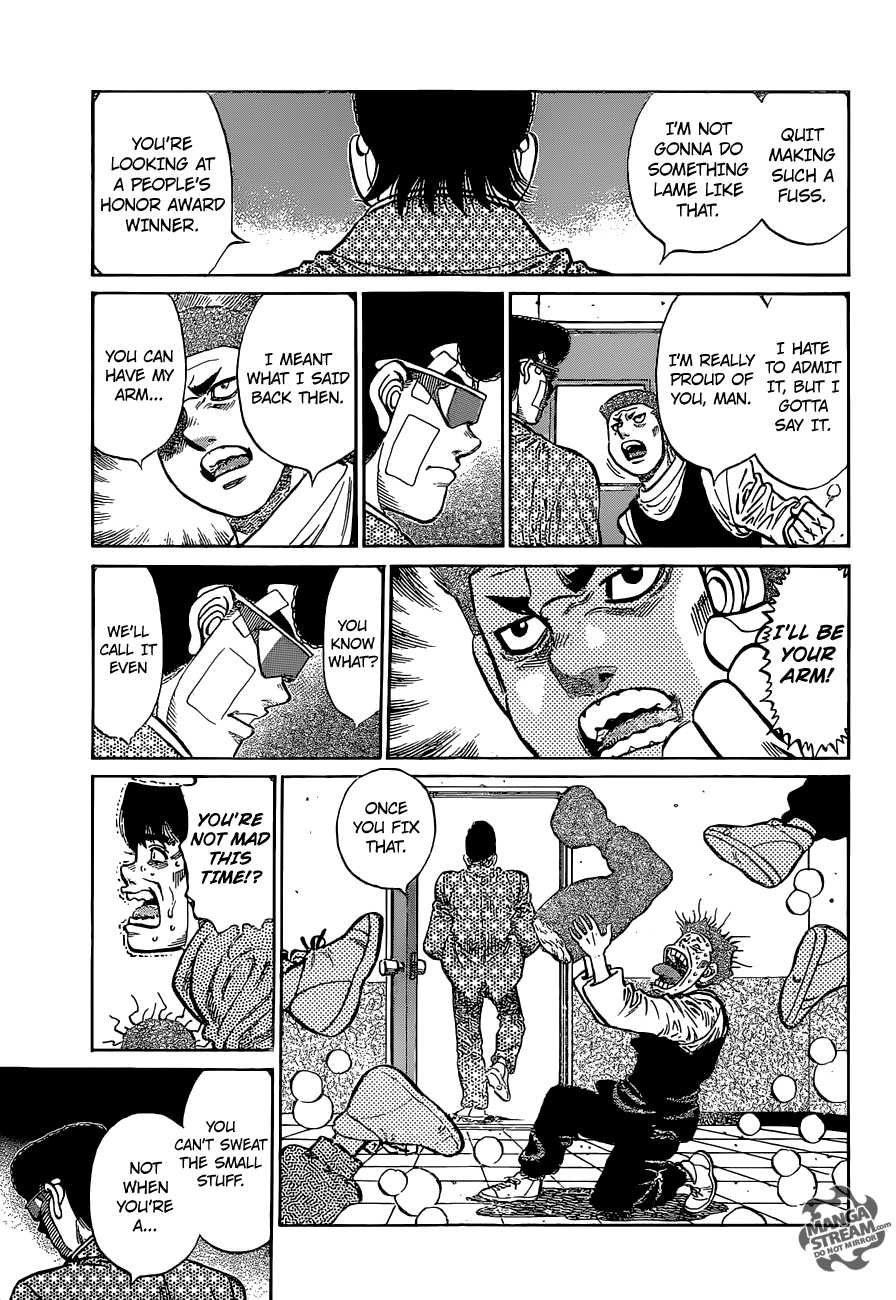 QUIT
MAKING
SUCH A
FUSS.
I'M NOT
GONNA DO
SOMETHING
LAME LIKE
THAT.
YOU'RE
LOOKING AT
A PEOPLE'S
HONOR AWARD
WINNER.
I HATE
TO ADMIT
IT, BUT I
GOTTA
SAY IT.
I'M REALLY
PROUD OF
YOU, MAN.
I MEANT
WHAT I SAID
BACK THEN.
YOU CAN
HAVE MY
ARM...
I'LL BE
YOUR
ARM!
YOU
KNOW
WHAT?
WE'LL
CALL IT
EVEN
ONCE
YOU FIX
THAT.
YOU'RE
NOT MAD
THIS
TIME!?
YOU
CAN'T SWEAT
THE SMALL
STUFF.
NOT
WHEN
YOU'RE
A...
MANGA
STREAM.com
DO NOT MIRROR